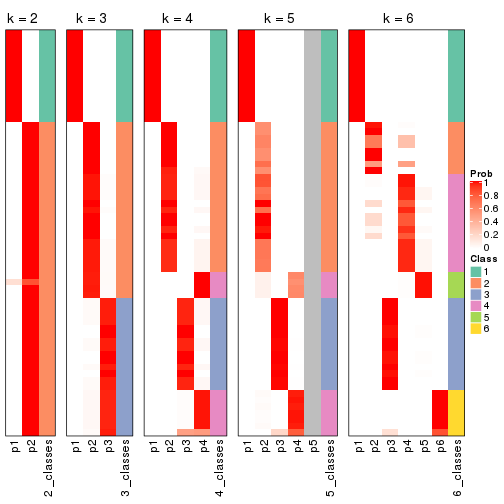 k = 2
k = 3
k = 4
k = 5
k = 6
Prob
1
0.8
0.6
0.4
0.2
0
Class
1
2
3
4
5
6
p1
p2
2_classes
p1
p2
p3
3_classes
p1
p2
p3
p4
4_classes
p1
p2
p3
p4
p5
5_classes
p1
p2
p3
p4
p5
p6
6_classes